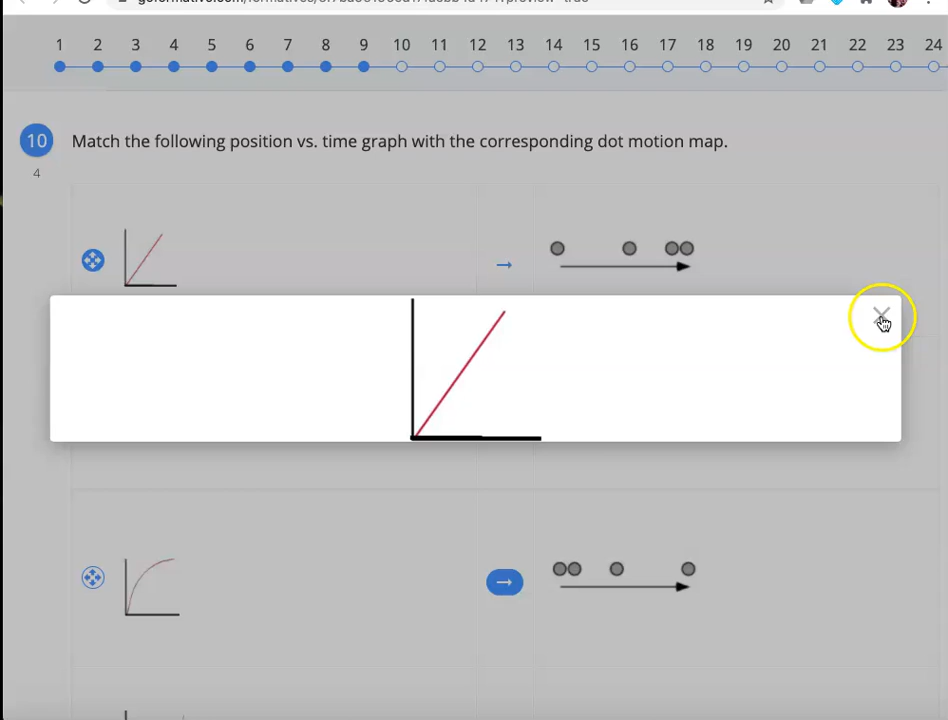 1 2 3 4 5 6 7 8 9 10 11 12 13 14 15 16 17 18 19 20 21 22 23 24
10 Match the following position vs. time graph with the corresponding dot motion map.
4